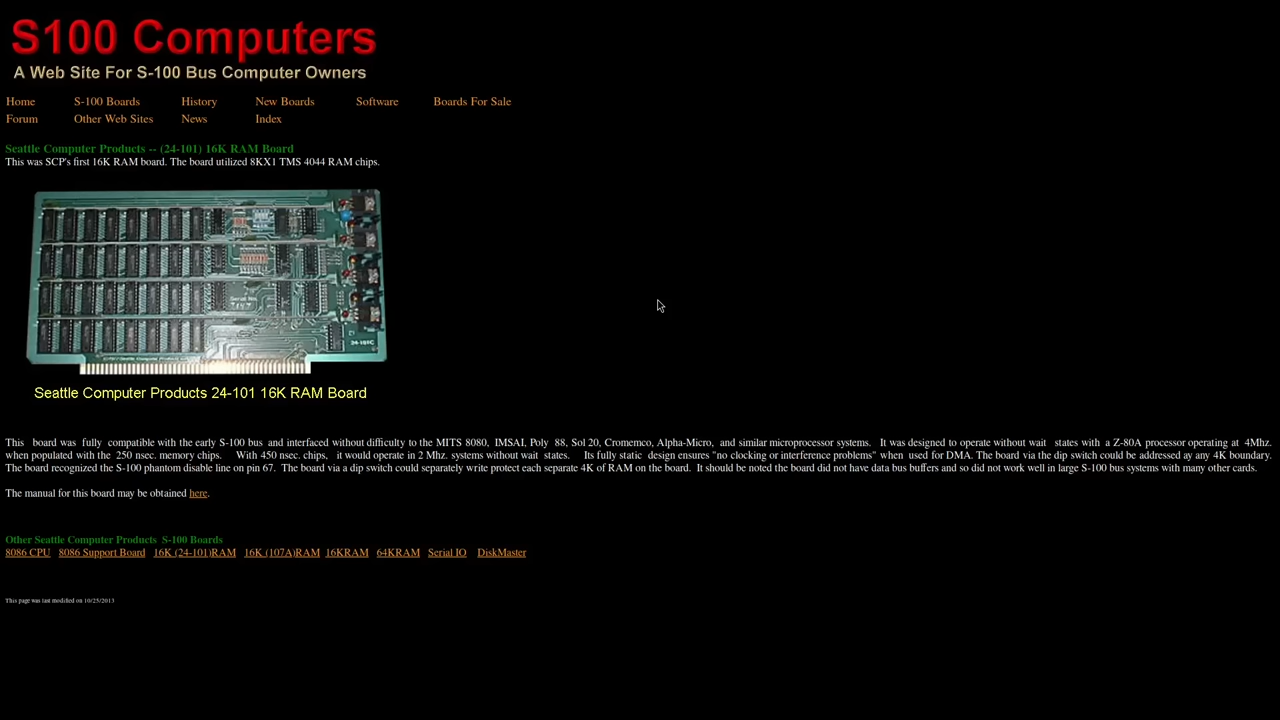 S100 Computers
A Web Site For S-100 Bus Computer Owners
Home S-100 Boards History New Boards Software Boards For Sale
Forum Other Web Sites News Index
Seattle Computer Products -- (24-101) 16K RAM Board
This was SCP's first 16K RAM board. The board utilized 8KX1 TMS 4044 RAM chips.
24-101C
Seattle Computer Products 24-101 16K RAM Board
This board was fully compatible with the early S-100 bus and interfaced without difficulty to the MITS 8080, IMSAI, Poly 88, Sol 20, Cromemco, Alpha-Micro, and similar microprocessor systems. It was designed to operate without wait states with a Z-80A processor operating at 4Mhz.
when populated with the 250 nsec. memory chips. With 450 nsec. chips, it would operate in 2 Mhz. systems without wait states. Its fully static design ensures "no clocking or interference problems" when used for DMA. The board via the dip switch could be addressed ay any 4K boundary.
The board recognized the S-100 phantom disable line on pin 67. The board via a dip switch could separately write protect each separate 4K of RAM on the board. It should be noted the board did not have data bus buffers and so did not work well in large S-100 bus systems with many other cards.
The manual for this board may be obtained here.
Other Seattle Computer Products S-100 Boards
8086 CPU 8086 Support Board 16K (24-101)RAM 16K (107A)RAM 16KRAM 64KRAM Serial IO DiskMaster
This page was last modified on 10/25/2013